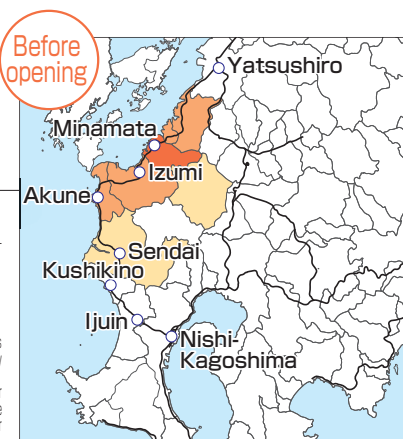 Before
opening
Yatsushiro
Minamata
Izumi
Akune
Sendai
Kushikino
Ijuin
Nishi-
Kagoshima